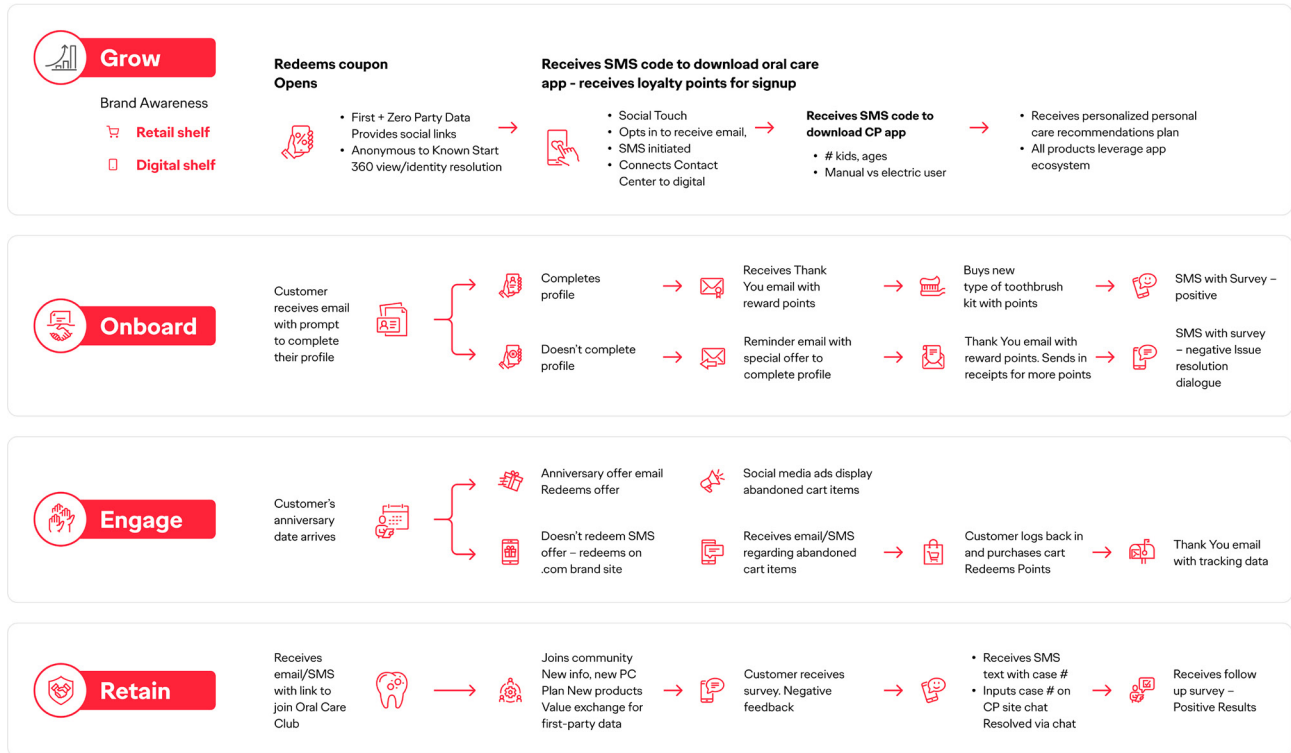 Grow
Brand Awareness
Retail shelf
Digital shelf
Redeems coupon
Opens
• First + Zero Party Data
Provides social links
• Anonymous to Known Start
360 view/identity resolution
Receives SMS code to download oral care
app - receives loyalty points for signup
• Social Touch
• Opts in to receive email,
• SMS initiated
• Connects Contact
Center to digital
Receives SMS code to
download CP app
• # kids, ages
• Manual vs electric user
• Receives personalized personal
care recommendations plan
• All products leverage app
ecosystem
Onboard
Customer
receives email
with prompt
to complete
their profile
Completes
profile
Receives Thank
You email with
reward points
Buys new
type of toothbrush
kit with points
SMS with Survey –
positive
Doesn't complete
profile
Reminder email with
special offer to
complete profile
Thank You email with
reward points. Sends in
receipts for more points
SMS with survey
– negative Issue
resolution
dialogue
Engage
Customer's
anniversary
date arrives
Anniversary offer email
Redeems offer
Social media ads display
abandoned cart items
Doesn't redeem SMS
offer – redeems on
.com brand site
Receives email/SMS
regarding abandoned
cart items
Customer logs back in
and purchases cart
Redeems Points
Thank You email
with tracking data
Retain
Receives
email/SMS
with link to
join Oral Care
Club
Joins community
New info, new PC
Plan New products
Value exchange for
first-party data
Customer receives
survey. Negative
feedback
• Receives SMS
text with case #
• Inputs case # on
CP site chat
Resolved via chat
Receives follow
up survey –
Positive Results